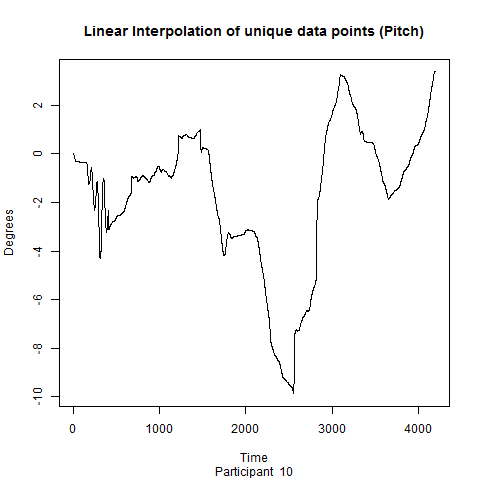 Linear Interpolation of unique data points (Pitch)
Degrees
2
0
-2
-4
-6
-8
-10
0 1000 2000 3000 4000
Time
Participant 10